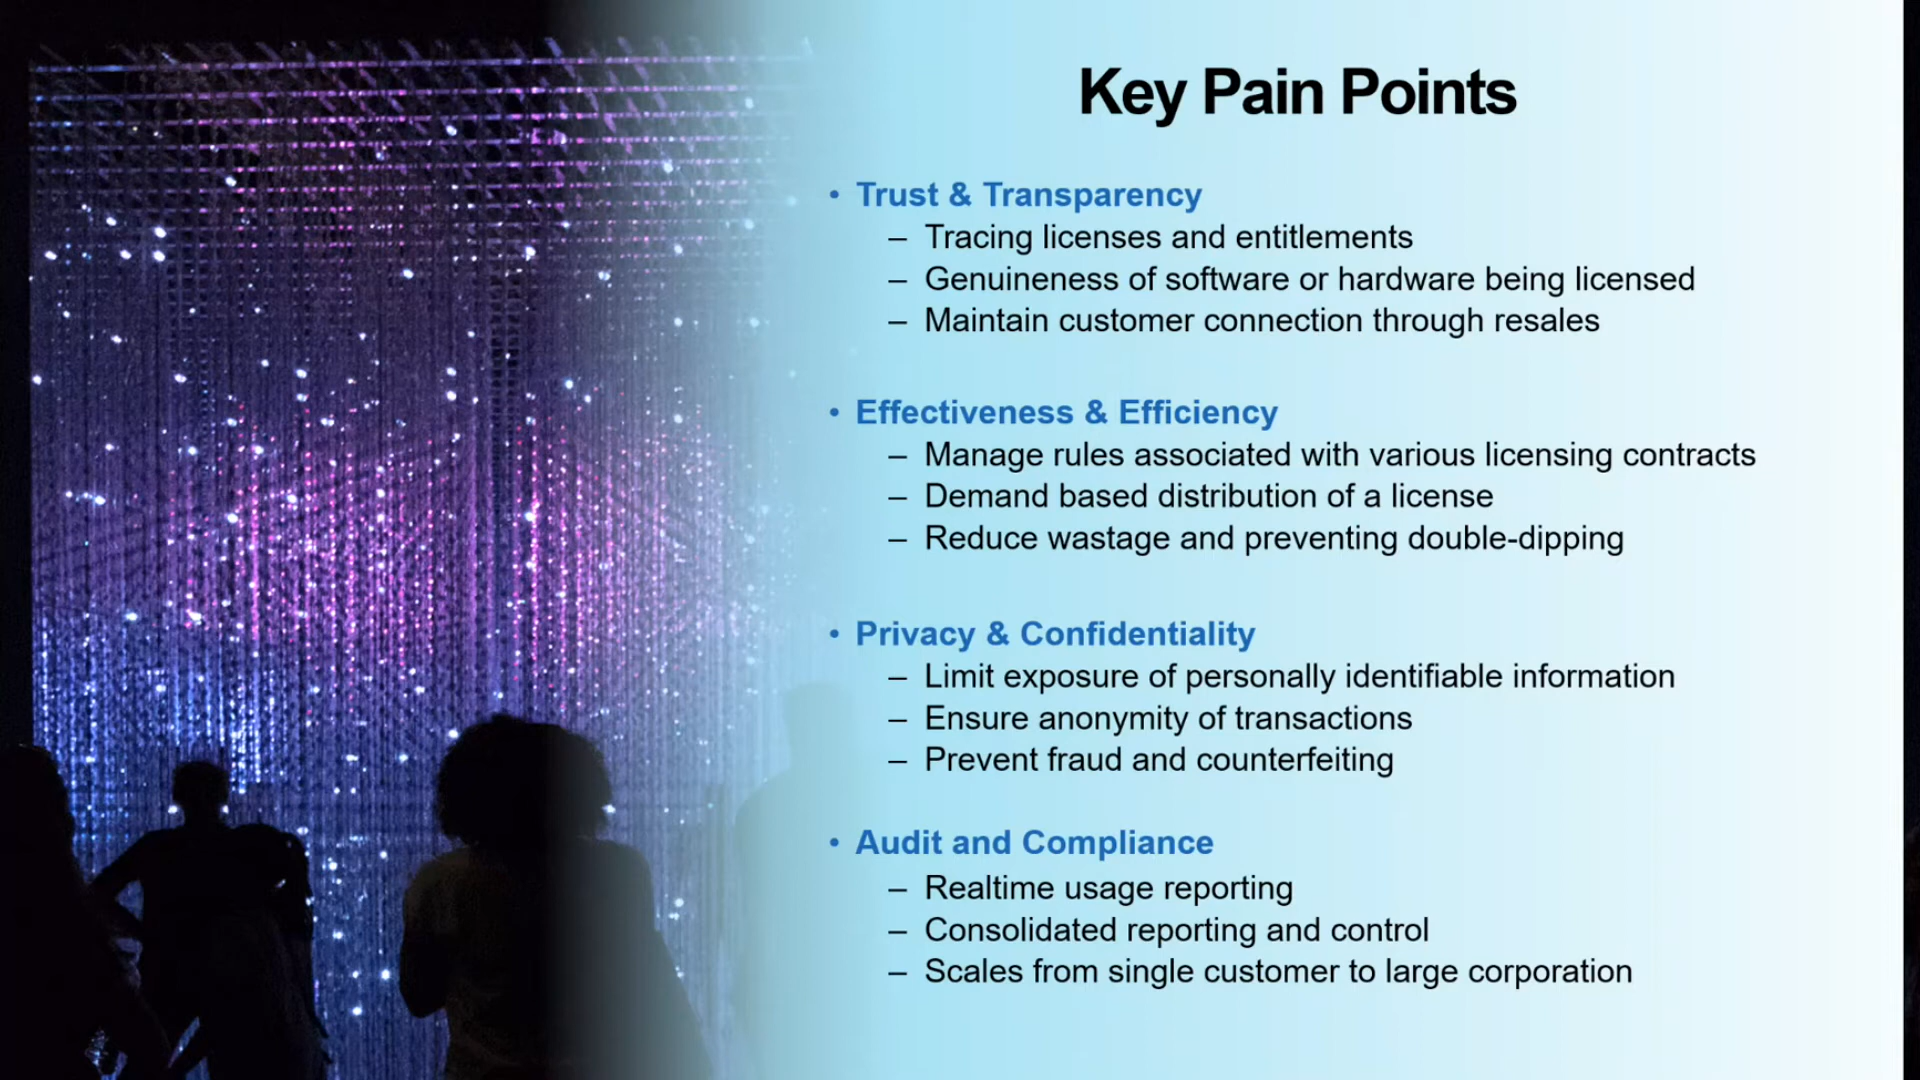 Key Pain Points
• Trust & Transparency
– Tracing licenses and entitlements
– Genuineness of software or hardware being licensed
– Maintain customer connection through resales
• Effectiveness & Efficiency
– Manage rules associated with various licensing contracts
– Demand based distribution of a license
– Reduce wastage and preventing double-dipping
• Privacy & Confidentiality
– Limit exposure of personally identifiable information
– Ensure anonymity of transactions
– Prevent fraud and counterfeiting
• Audit and Compliance
– Realtime usage reporting
– Consolidated reporting and control
– Scales from single customer to large corporation